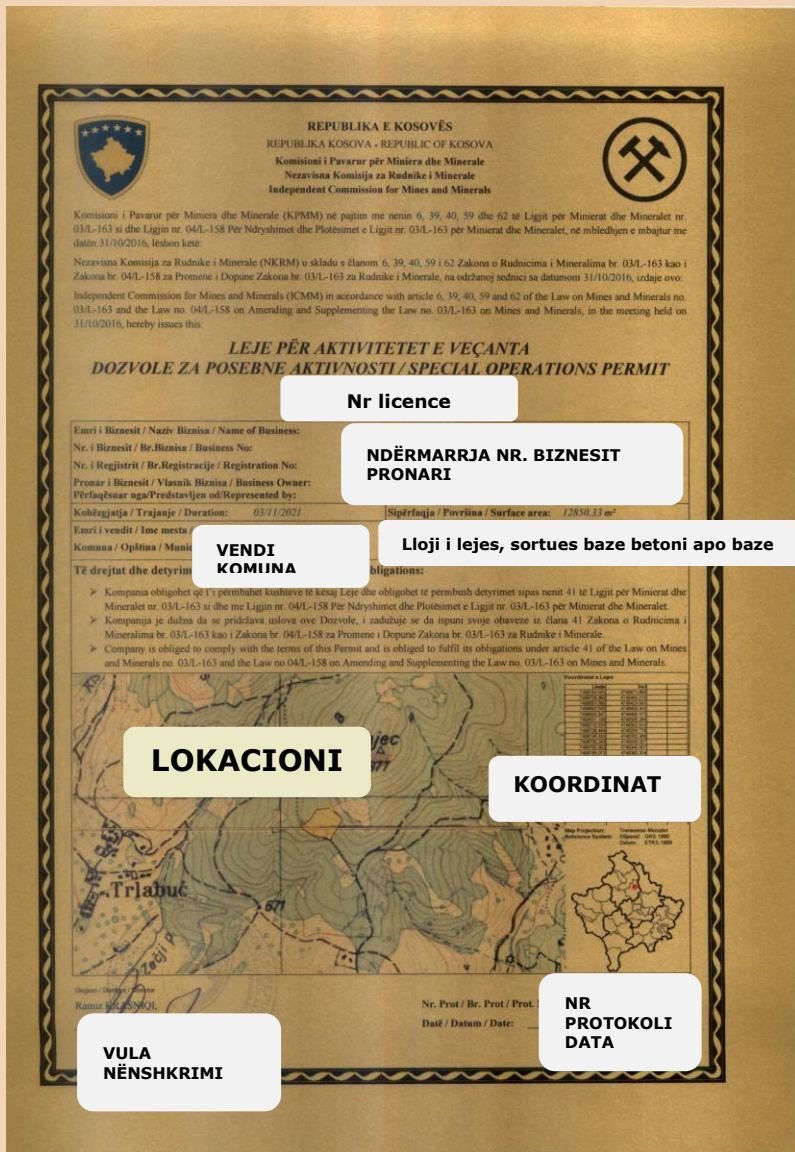 REPUBLIKA E KOSOVËS
REPUBLIKA KOSOVA - REPUBLIC OF KOSOVA
Komisioni i Pavarur për Miniera dhe Minerale
Nezavisna Komisija za Rudnike i Minerale
Independent Commission for Mines and Minerals
Komisioni i Pavarur për Miniera dhe Minerale (KPMM) në pajtim me nenin 6, 39, 40, 59 dhe 62 të Ligjit për Minierat dhe Mineralet nr.
03/L-163 si dhe Ligjin nr. 04/L-158 Për Ndryshimet dhe Plotësimet e Ligjit nr. 03/L-163 për Minierat dhe Mineralet, në mbledhjen e mbajtur me
datën 31/10/2016, lëshon këtë:
Nezavisna Komisija za Rudnike i Minerale (NKRM) u skladu s članom 6, 39, 40, 59 i 62 Zakona o Rudnicima i Mineralima br. 03/L-163 kao i
Zakona br. 04/L-158 za Promene i Dopune Zakona br. 03/L-163 za Rudnike i Minerale, na održanoj sednici sa datumom 31/10/2016, izdaje ovo:
Independent Commission for Mines and Minerals (ICMM) in accordance with article 6, 39, 40, 59 and 62 of the Law on Mines and Minerals no.
03/L-163 and the Law no. 04/L-158 on Amending and Supplementing the Law no. 03/L-163 on Mines and Minerals, in the meeting held on
31/10/2016, hereby issues this:
LEJE PËR AKTIVITETET E VEÇANTA
DOZVOLE ZA POSEBNE AKTIVNOSTI / SPECIAL OPERATIONS PERMIT
Nr licence
Emri i Biznesit / Naziv Biznisa / Name of Business:
Nr. i Biznesit / Br.Biznisa / Business No:
Nr. i Regjistrit / Br.Registracije / Registration No:
Pronar i Biznesit / Vlasnik Biznisa / Business Owner:
Përfaqësuar nga/Predstavljen od/Represented by:
NDËRMARRJA NR. BIZNESIT
PRONARI
Kohëzgjatja / Trajanje / Duration: 03/11/2021 Sipërfaqja / Površina / Surface area: 12850.33 m²
Emri i vendit / Ime mesta /
Komuna / Opština /
VENDI
KOMUNA
Lloji i lejes, sortues baze betoni apo baze
Të drejtat dhe
➢ Kompania obligohet që t'i përmbahet kushteve të kësaj Leje dhe obligohet të përmbush detyrimet sipas nenit 41 të Ligjit për Minierat dhe
Mineralet nr. 03/L-163 si dhe me Ligjin nr. 04/L-158 Për Ndryshimet dhe Plotësimet e Ligjit nr. 03/L-163 për Minierat dhe Mineralet.
➢ Kompanija je dužna da se pridržava uslova ove Dozvole, i zadužuje se da ispuni svoje obaveze iz člana 41 Zakona o Rudnicima i
Mineralima br. 03/L-163 kao i Zakona br. 04/L-158 za Promene i Dopune Zakona br. 03/L-163 za Rudnike i Minerale.
➢ Company is obliged to comply with the terms of this Permit and is obliged to fulfil its obligations under article 41 of the Law on Mines
and Minerals no. 03/L-163 and the Law no 04/L-158 on Amending and Supplementing the Law no. 03/L-163 on Mines and Minerals.
Koordinatat e Lejes
LOKACIONI
KOORDINAT
Map Projection: Transverse Mercator
Reference System: Ellipsoid: GRS 1980
Datum: ETRS 1989
Trlabuć
671
Zečji p.
Ramiz KRASNIQI
Nr. Prot / Br. Prot / Prot.
Datë / Datum / Date:
NR
PROTOKOLI
DATA
VULA
NËNSHKRIMI